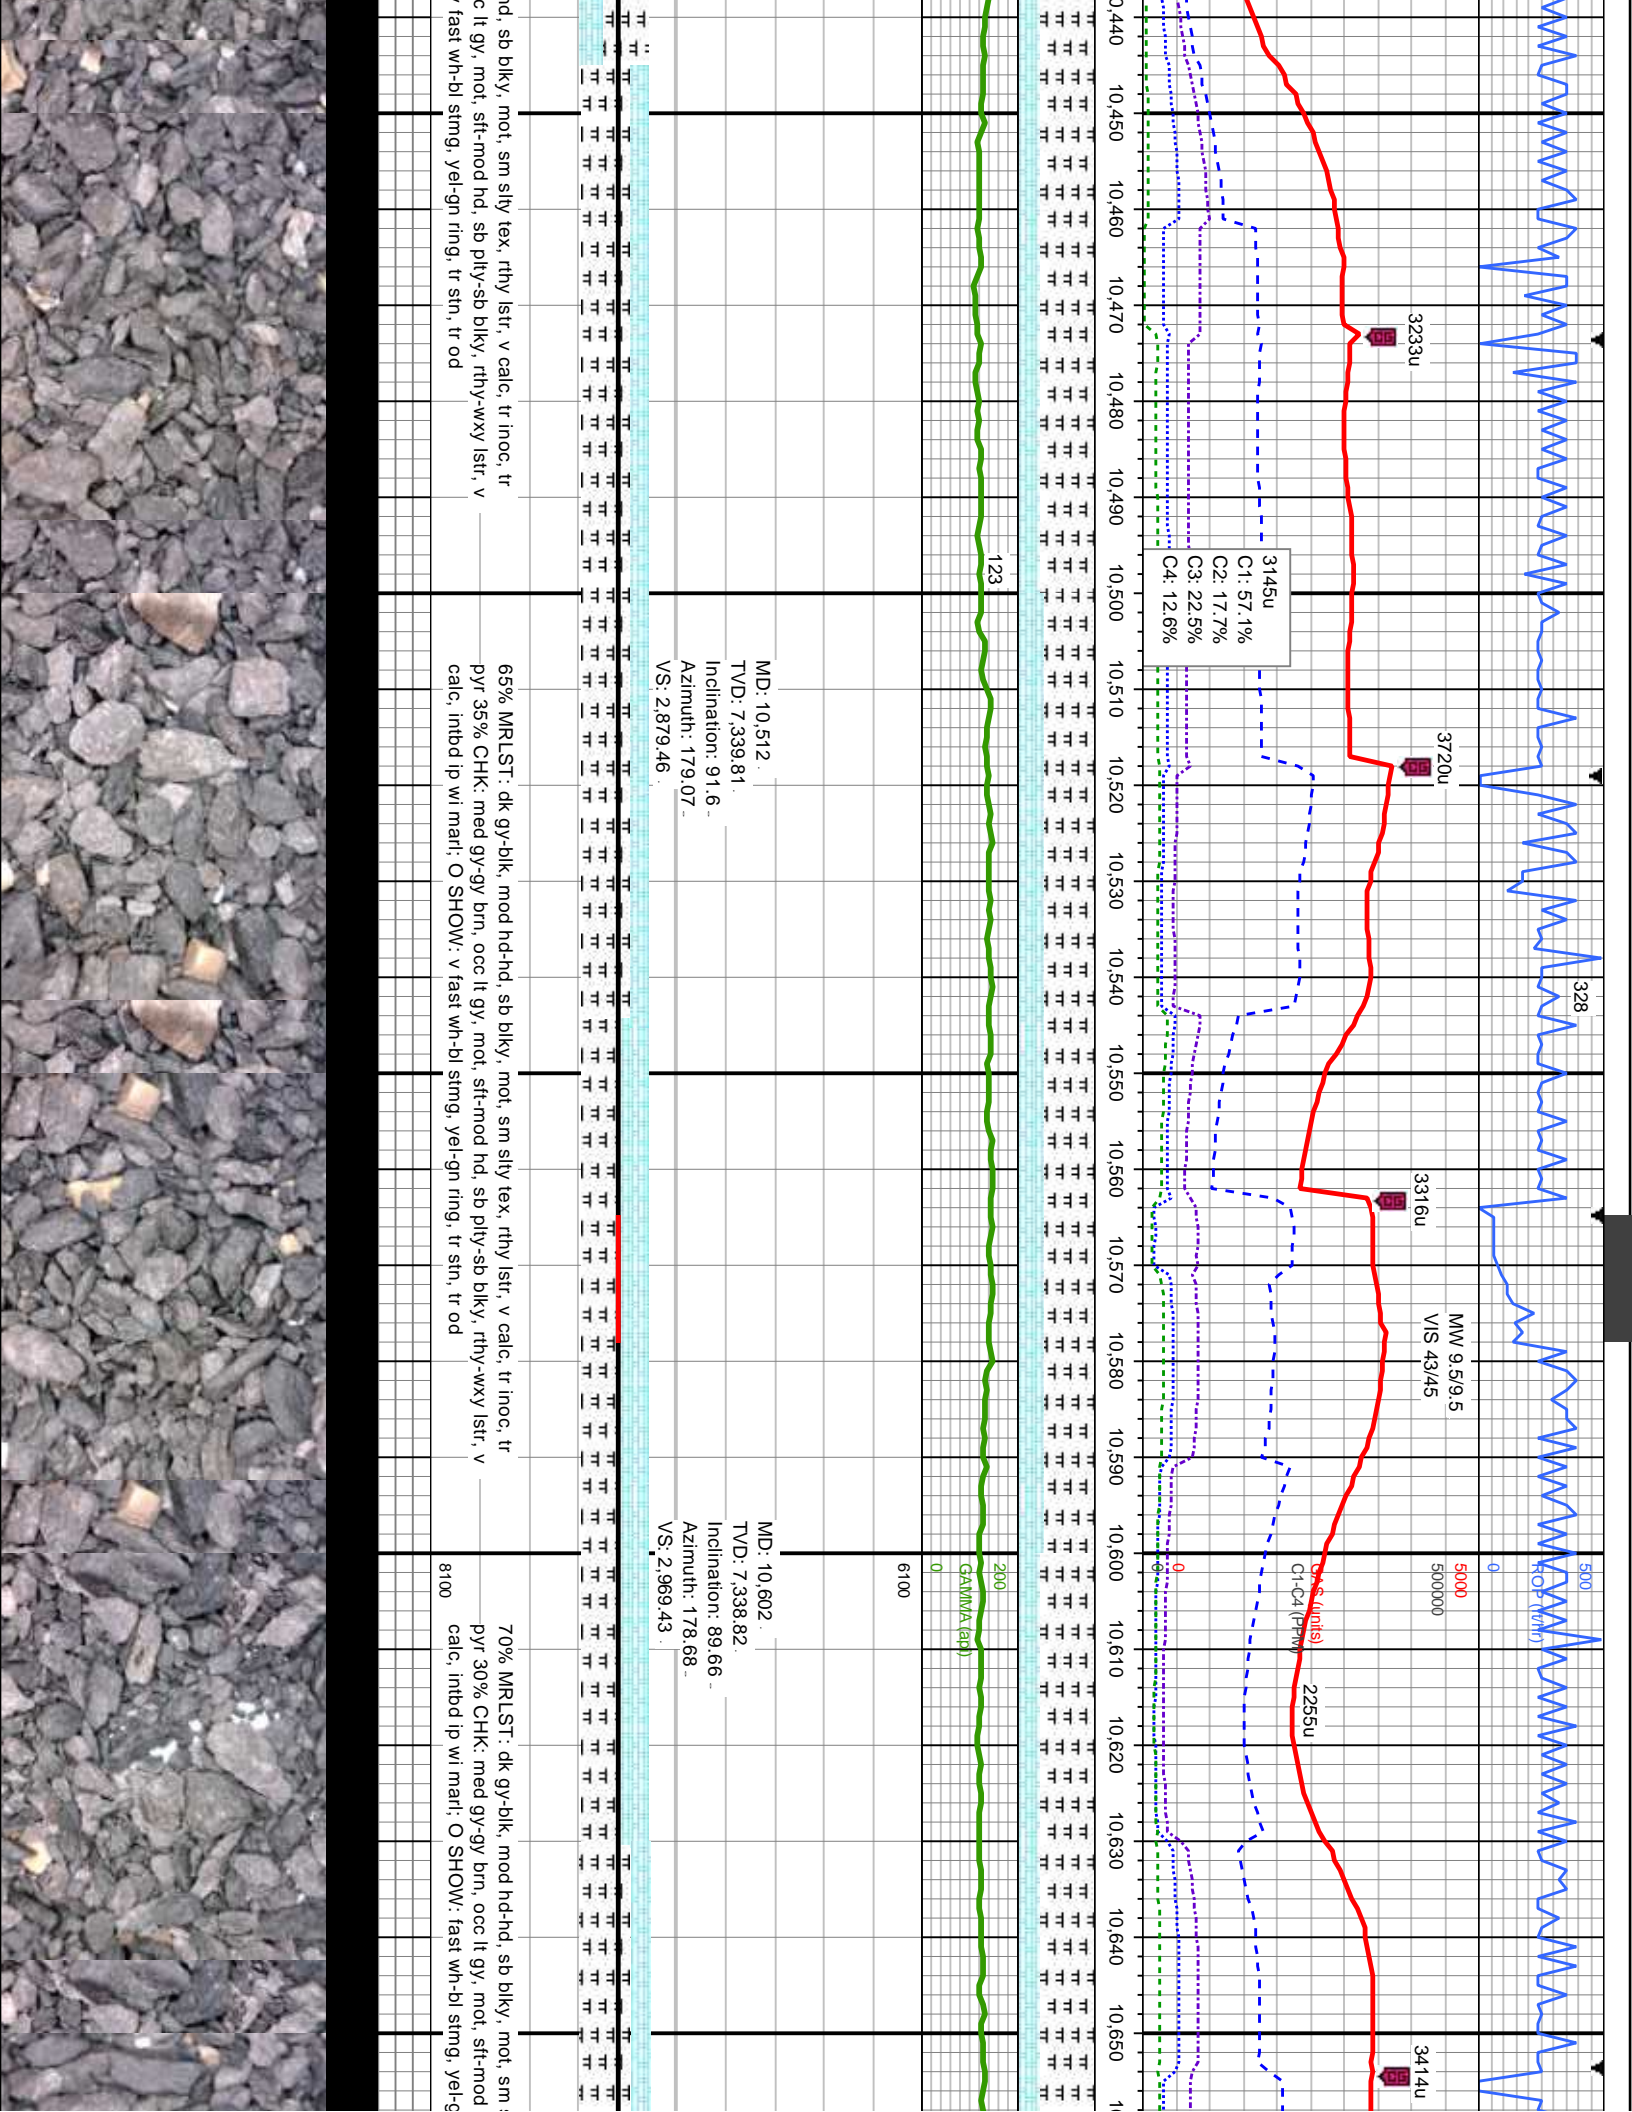 10,440
10,450
10,460
10,470
10,480
10,490
10,500
10,510
10,520
10,530
10,540
10,550
10,560
10,570
10,580
10,590
10,600
10,610
10,620
10,630
10,640
10,650
328
0 ROP (ft/hr) 500
3233u
3720u
3316u
3414u
2255u
MW 9.5/9.5
VIS 43/45
0 GAS (units) 5000
C1-C4 (PPM) 50000
3145u
C1: 57.1%
C2: 17.7%
C3: 22.5%
C4: 12.6%
123
0 GAMMA (api) 200
6100
8100
MD: 10,512
TVD: 7,339.81
Inclination: 91.6
Azimuth: 179.07
VS: 2,879.46
MD: 10,602
TVD: 7,338.82
Inclination: 89.66
Azimuth: 178.68
VS: 2,969.43
sb blky, mot, sm slty tex, rthy lstr, v calc, tr inoc, tr
lt gy, mot, sft-mod hd, sb plty-sb blky, rthy-wxy lstr, v
fast wh-bl stmg, yel-gn ring, tr stn, tr od
65% MRLST: dk gy-blk, mod hd-hd, sb blky, mot, sm slty tex, rthy lstr, v calc, tr inoc, tr
pyr 35% CHK: med gy-gy brn, occ lt gy, mot, sft-mod hd, sb plty-sb blky, rthy-wxy lstr, v
calc, intbd ip wi marl; O SHOW: v fast wh-bl stmg, yel-gn ring, tr stn, tr od
70% MRLST: dk gy-blk, mod hd-hd, sb blky, mot, sm
pyr 30% CHK: med gy-gy brn, occ lt gy, mot, sft-mod
calc, intbd ip wi marl; O SHOW: fast wh-bl stmg,